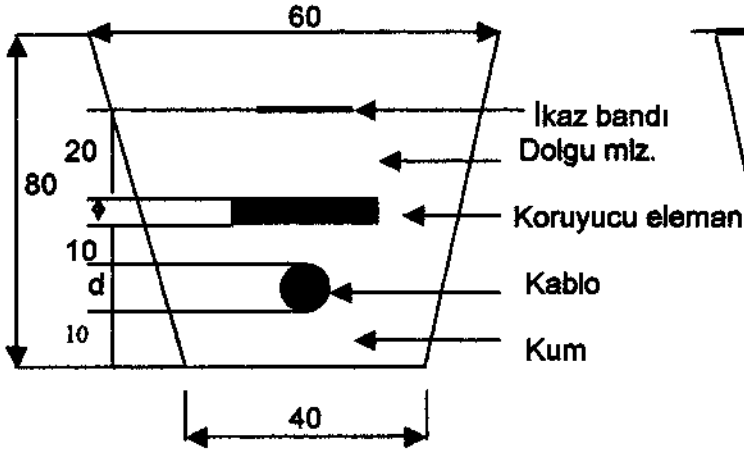 60
İkaz bandı
20
Dolgu mlz.
80
Koruyucu eleman
10
d
Kablo
10
Kum
40